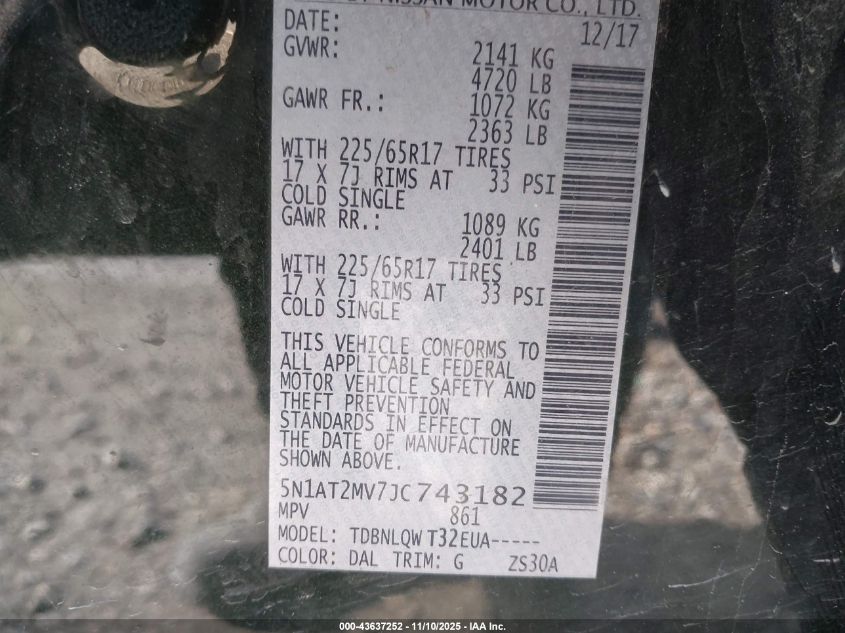 NISSAN MOTOR CO., LTD.
DATE: 12/17
GVWR: 2141 KG
4720 LB
GAWR FR.: 1072 KG
2363 LB
WITH 225/65R17 TIRES
17 X 7J RIMS AT 33 PSI
COLD SINGLE
GAWR RR.: 1089 KG
2401 LB
WITH 225/65R17 TIRES
17 X 7J RIMS AT 33 PSI
COLD SINGLE
THIS VEHICLE CONFORMS TO
ALL APPLICABLE FEDERAL
MOTOR VEHICLE SAFETY AND
THEFT PREVENTION
STANDARDS IN EFFECT ON
THE DATE OF MANUFACTURE
SHOWN ABOVE.
5N1AT2MV7JC743182
MPV 861
MODEL: TDBNLQW T32EUA-----
COLOR: DAL TRIM: G ZS30A
000-43637252 - 11/10/2025 - IAA Inc.